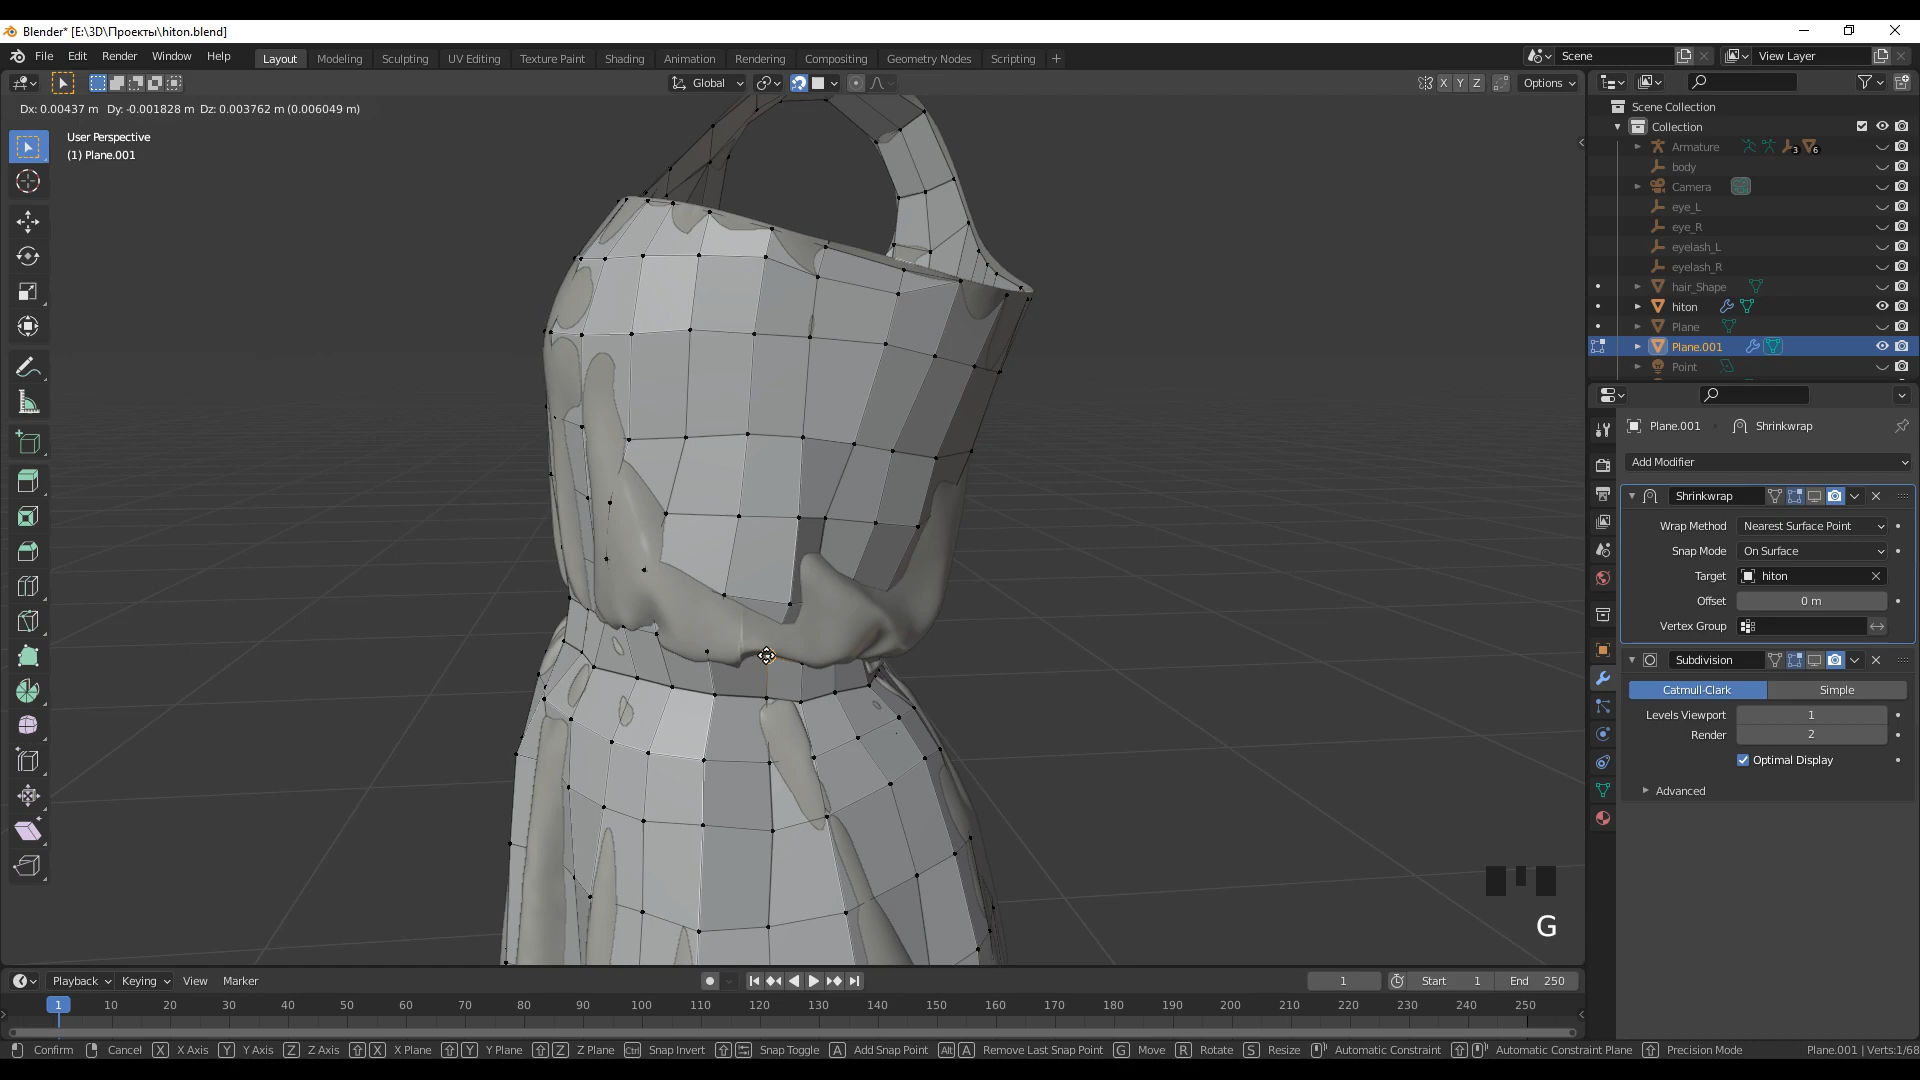 Blender* [E:\3D\Проекты\hiton.blend]
File Edit Render Window Help Layout Modeling Sculpting UV Editing Texture Paint Shading Animation Rendering Compositing Geometry Nodes Scripting + Scene View Layer
Global X Y Z Options
Dx: 0.00437 m Dy: -0.001828 m Dz: 0.003762 m (0.006049 m)
User Perspective
(1) Plane.001
Scene Collection
Collection
Armature 3 6
body
Camera
eye_L
eye_R
eyelash_L
eyelash_R
hair_Shape
hiton
Plane
Plane.001
Point
Plane.001 Shrinkwrap
Add Modifier
Shrinkwrap
Wrap Method Nearest Surface Point
Snap Mode On Surface
Target hiton
Offset 0 m
Vertex Group
Subdivision
Catmull-Clark Simple
Levels Viewport 1
Render 2
Optimal Display
Advanced
G
Playback Keying View Marker 1 Start 1 End 250
1 10 20 30 40 50 60 70 80 90 100 110 120 130 140 150 160 170 180 190 200 210 220 230 240 250
Confirm Cancel X X Axis Y Y Axis Z Z Axis X X Plane Y Y Plane Z Z Plane Ctrl Snap Invert Snap Toggle A Add Snap Point Alt A Remove Last Snap Point G Move R Rotate S Resize Automatic Constraint Automatic Constraint Plane Precision Mode Plane.001 | Verts:1/68